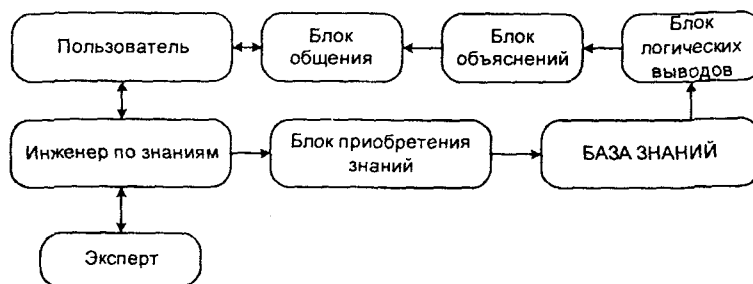 Пользователь
Блок
общения
Блок
объяснений
Блок
логических
выводов
Инженер по знаниям
Блок приобретения
знаний
БАЗА ЗНАНИЙ
Эксперт